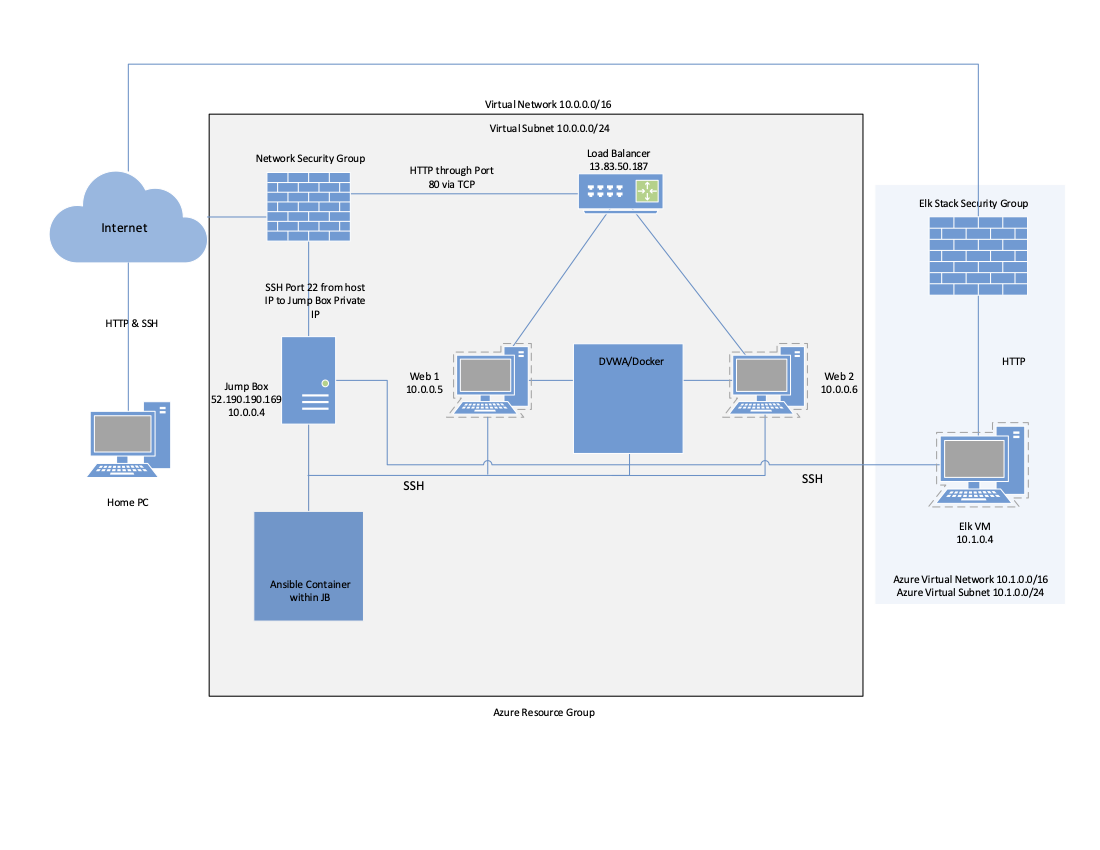 Virtual Network 10.0.0.0/16
Virtual Subnet 10.0.0.0/24
Network Security Group
HTTP through Port
80 via TCP
Load Balancer
13.83.50.187
Elk Stack Security Group
Internet
SSH Port 22 from host
IP to Jump Box Private
IP
HTTP & SSH
HTTP
DVWA/Docker
Jump Box
52.190.190.169
10.0.0.4
Web 1
10.0.0.5
Web 2
10.0.0.6
SSH
SSH
Home PC
Elk VM
10.1.0.4
Ansible Container
within JB
Azure Virtual Network 10.1.0.0/16
Azure Virtual Subnet 10.1.0.0/24
Azure Resource Group